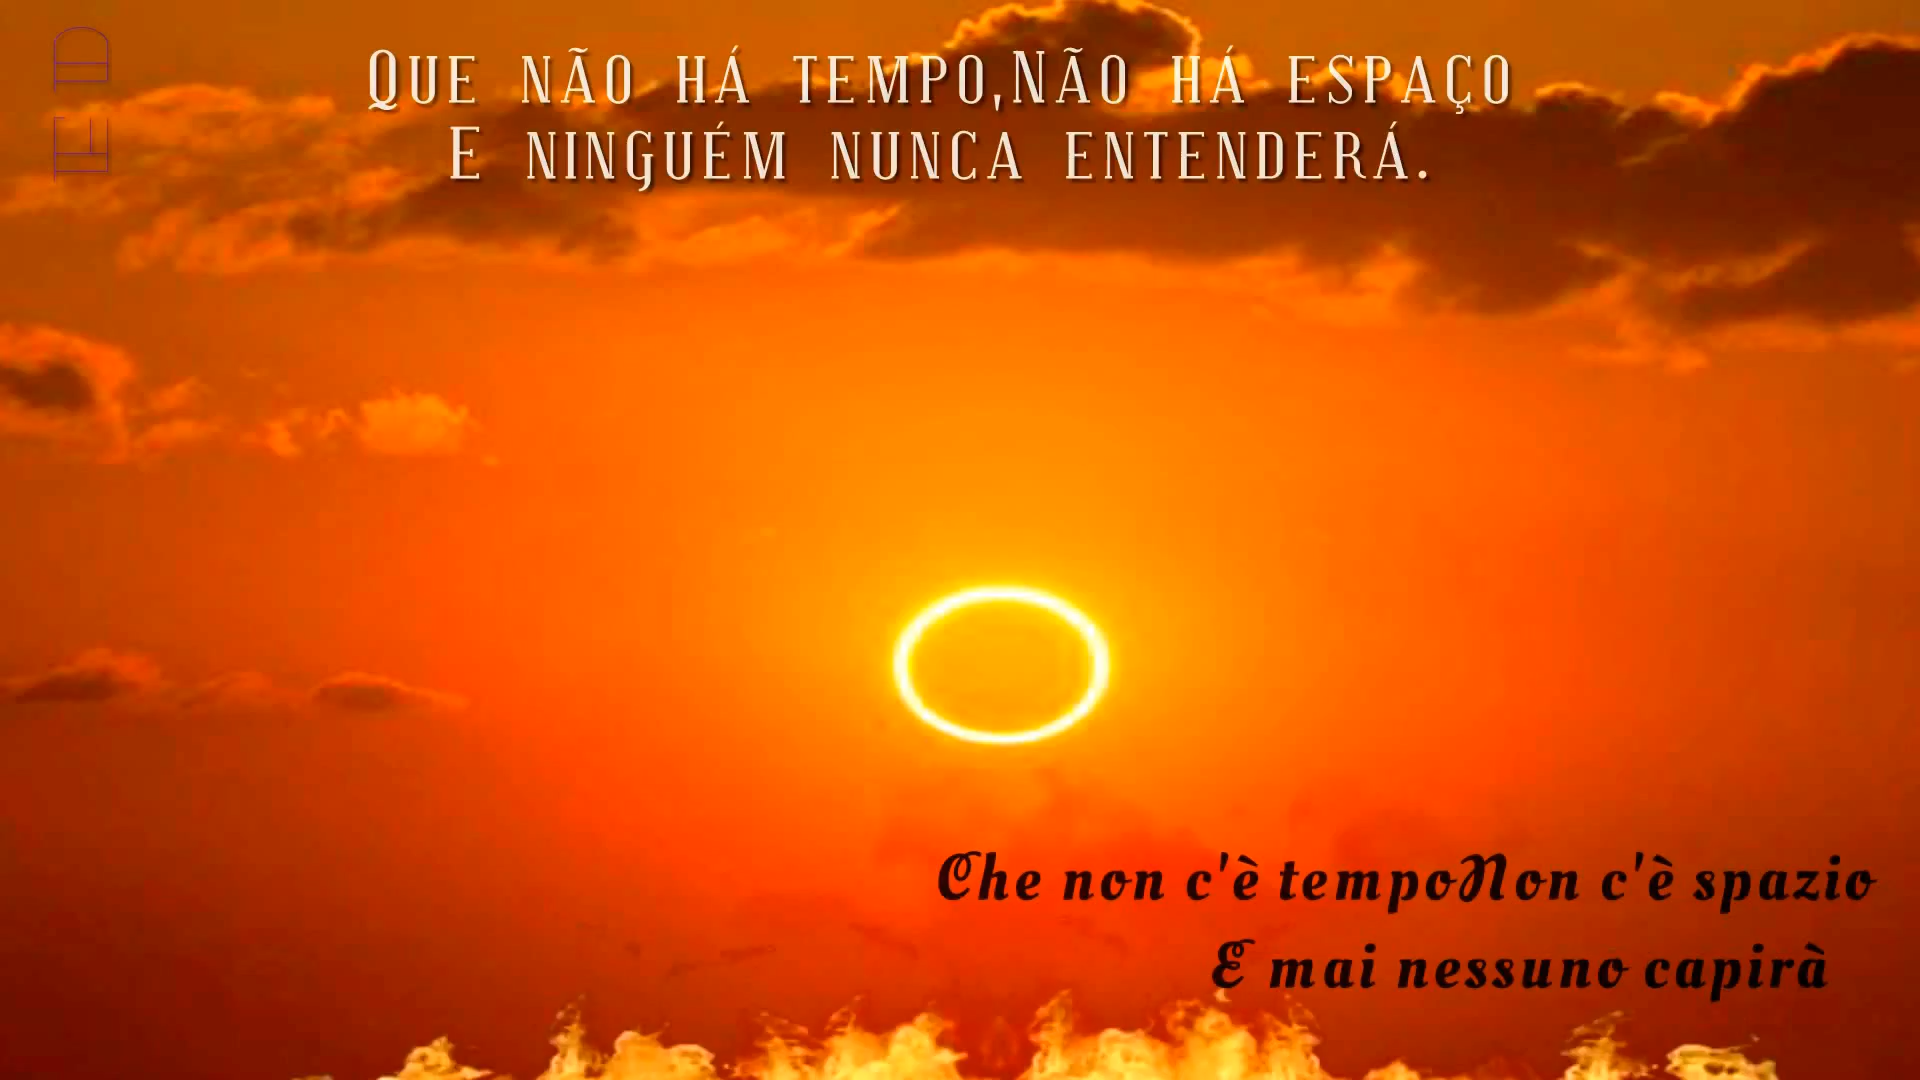 Que não há tempo,Não há espaço
E ninguém nunca entenderá.
Che non c'è tempoNon c'è spazio
E mai nessuno capirà